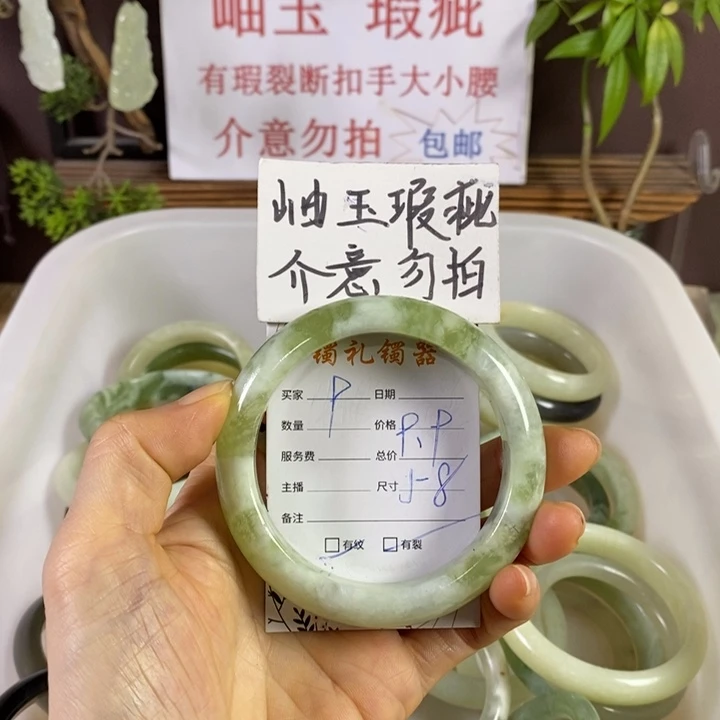 岫玉 瑕疵
有瑕裂断扣手大小腰
介意勿拍 包邮
岫玉瑕疵
介意勿拍
镯礼镯器
买家 P 日期
数量 价格 P.P
服务费 总价
主播 尺寸 5-8
备注
□有纹 □有裂